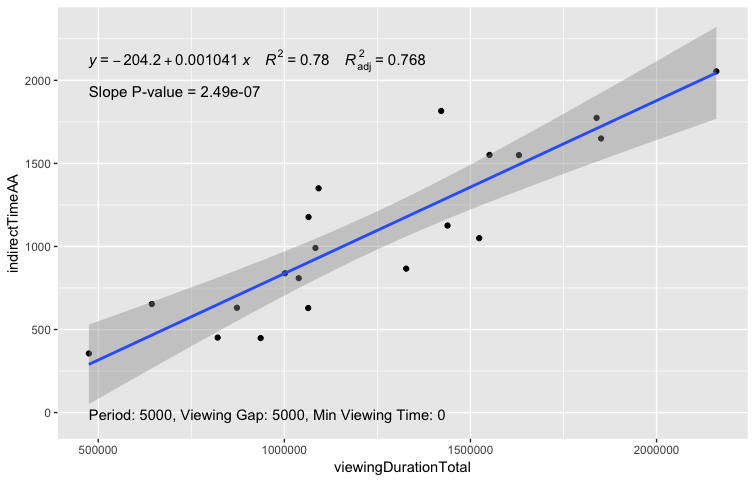 y = − 204.2 + 0.001041 x R² = 0.78 R²adj = 0.768
Slope P-value = 2.49e-07
2000
1500
1000
500
0
indirectTimeAA
Period: 5000, Viewing Gap: 5000, Min Viewing Time: 0
500000 1000000 1500000 2000000
viewingDurationTotal